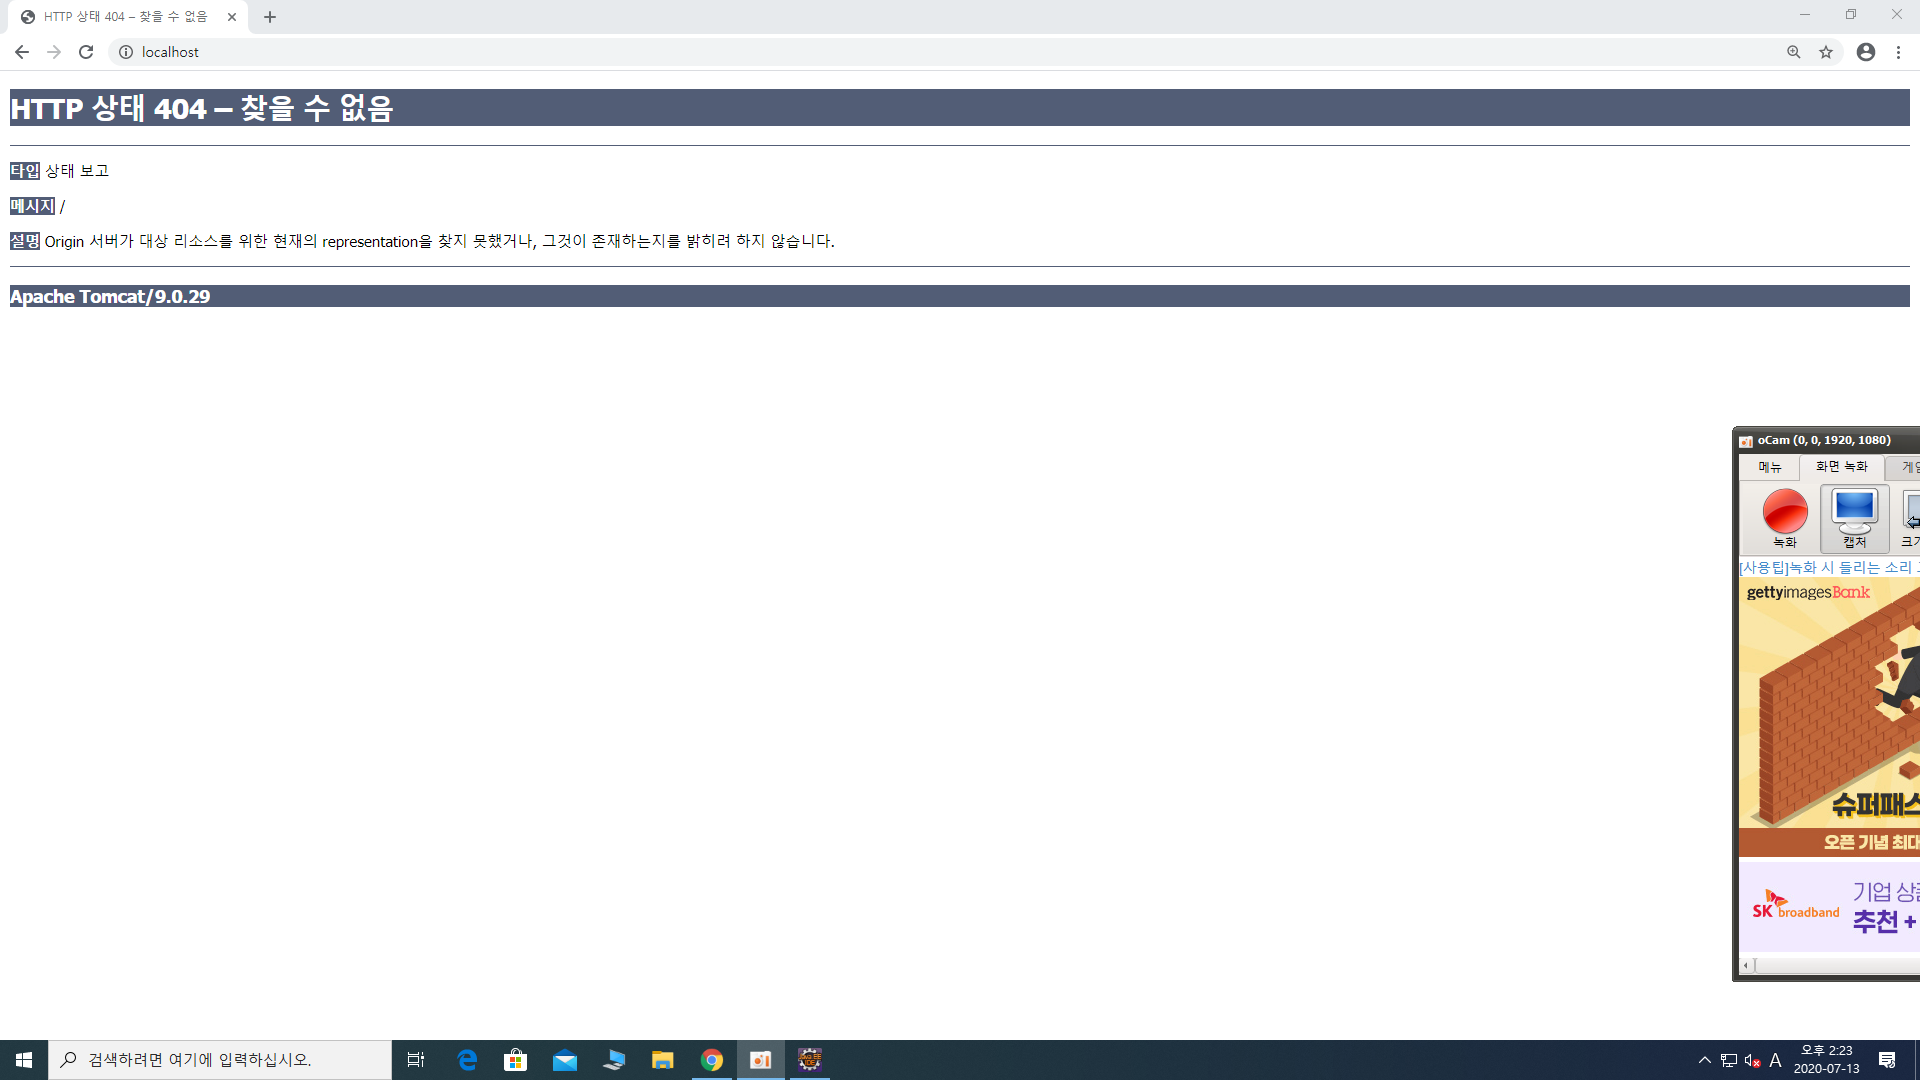 HTTP 상태 404 – 찾을 수 없음
localhost
HTTP 상태 404 – 찾을 수 없음
타입 상태 보고
메시지 /
설명 Origin 서버가 대상 리소스를 위한 현재의 representation을 찾지 못했거나, 그것이 존재하는지를 밝히려 하지 않습니다.
Apache Tomcat/9.0.29
oCam (0, 0, 1920, 1080)
메뉴 화면 녹화
녹화 캡처
[사용팁]녹화 시 들리는 소리
gettyimagesBank
슈퍼패스
오픈 기념 최대
SK broadband
기업 상품
추천 +
검색하려면 여기에 입력하십시오.
A
오후 2:23
2020-07-13